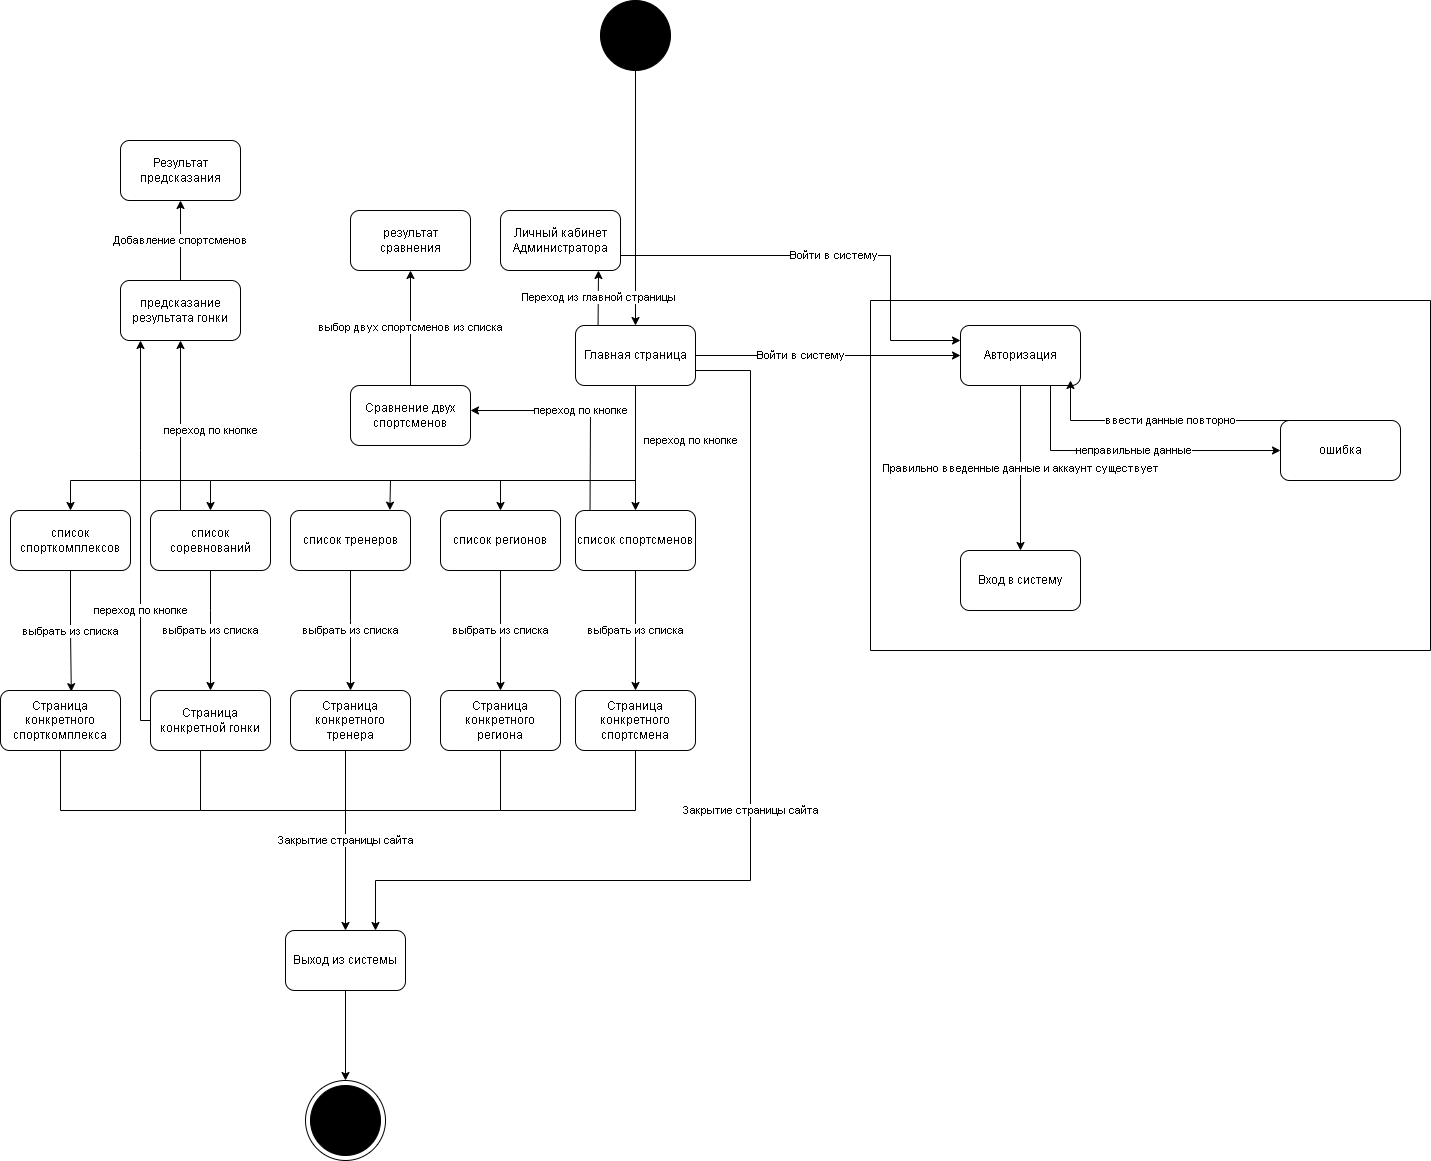 Результат
предсказания
Добавление спортсменов
результат
сравнения
Личный кабинет
Администратора
Войти в систему
предсказание
результата гонки
Переход из главной страницы
выбор двух спортсменов из списка
Главная страница
Войти в систему
Авторизация
Сравнение двух
спортсменов
переход по кнопке
переход по кнопке
переход по кнопке
ввести данные повторно
неправильные данные
ошибка
Правильно введенные данные и аккаунт существует
список
спорткомплексов
список
соревнований
список тренеров
список регионов
список спортсменов
Вход в систему
переход по кнопке
выбрать из списка
выбрать из списка
выбрать из списка
выбрать из списка
выбрать из списка
Страница
конкретного
спорткомплекса
Страница
конкретной гонки
Страница
конкретного
тренера
Страница
конкретного
региона
Страница
конкретного
спортсмена
Закрытие страницы сайта
Закрытие страницы сайта
Выход из системы